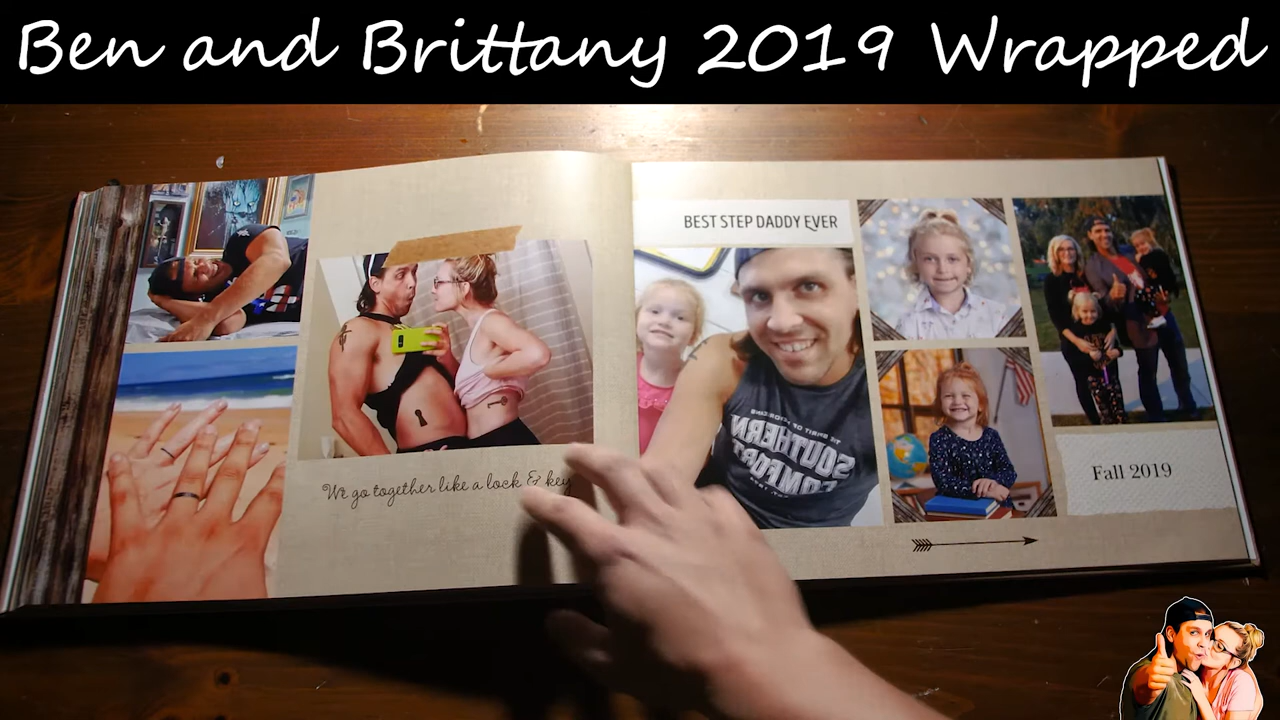 Ben and Brittany 2019 Wrapped
We go together like a lock & key
BEST STEP DADDY EVER
SOUTHERN
COMFORT
Fall 2019